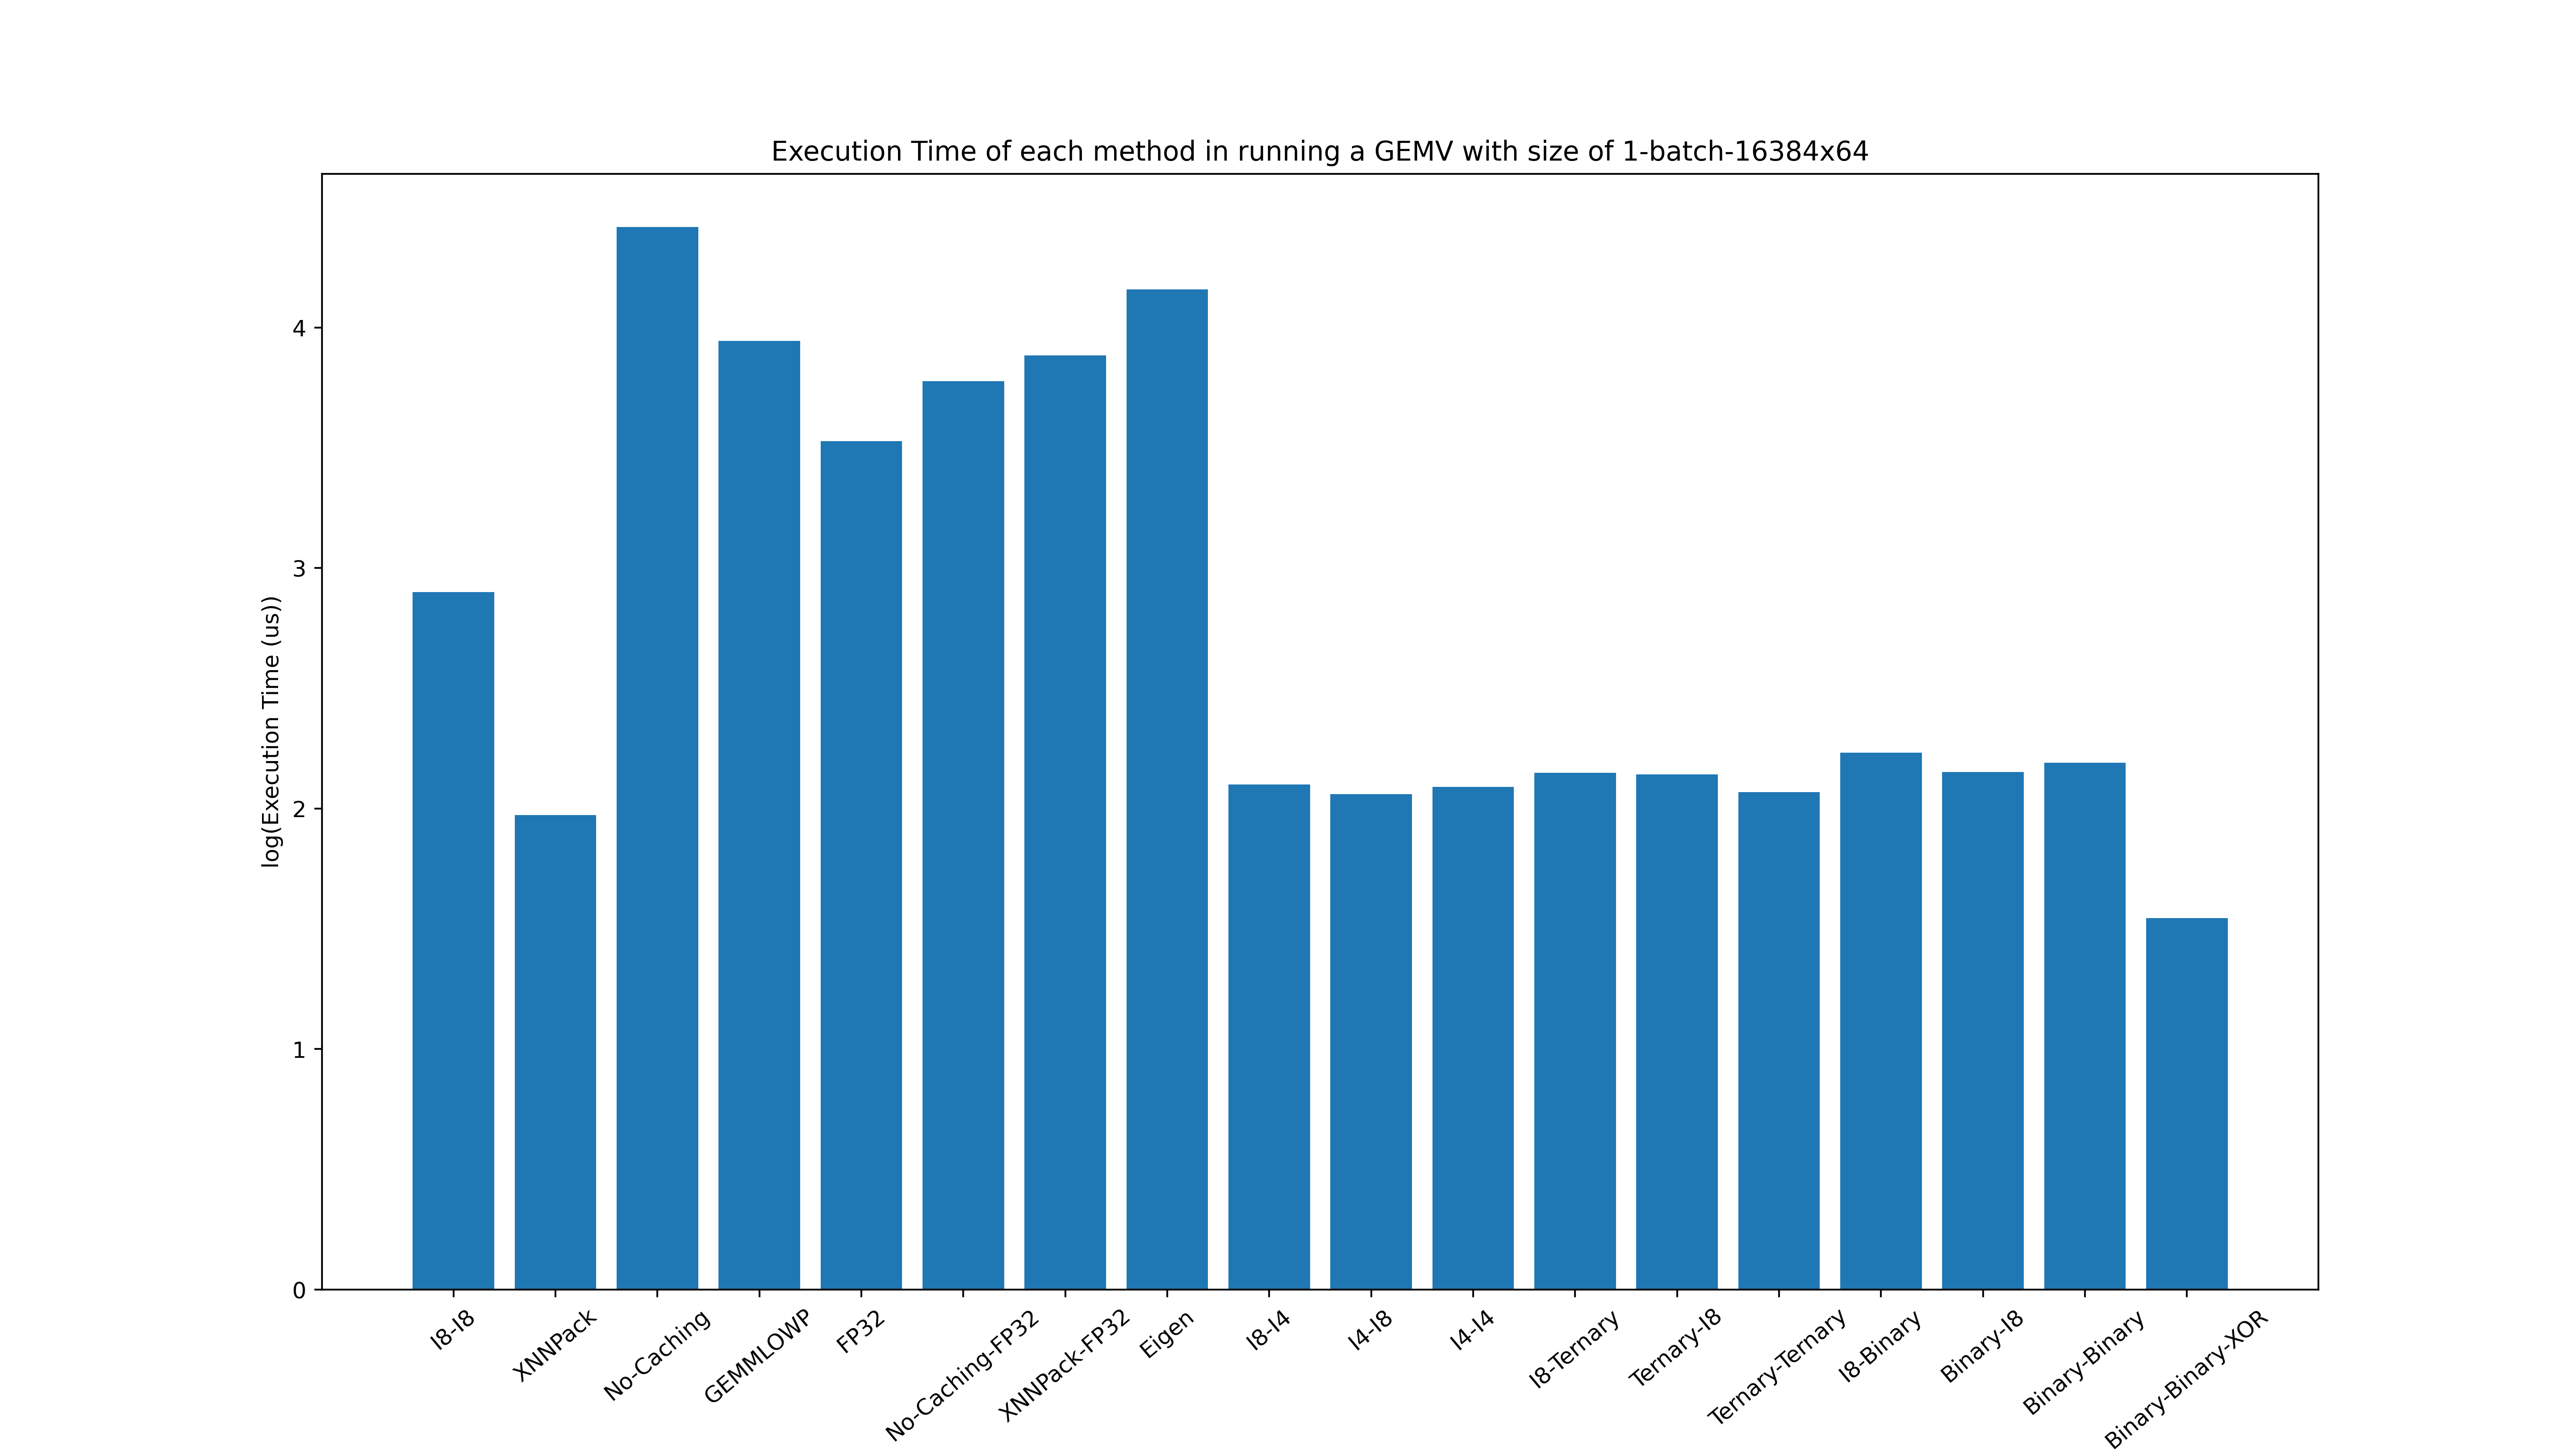 Execution Time of each method in running a GEMV with size of 1-batch-16384x64
log(Execution Time (us))
4
3
2
1
0
I8-I8
XNNPack
No-Caching
GEMMLOWP
FP32
No-Caching-FP32
XNNPack-FP32
Eigen
I8-I4
I4-I8
I4-I4
I8-Ternary
Ternary-I8
Ternary-Ternary
I8-Binary
Binary-I8
Binary-Binary
Binary-Binary-XOR